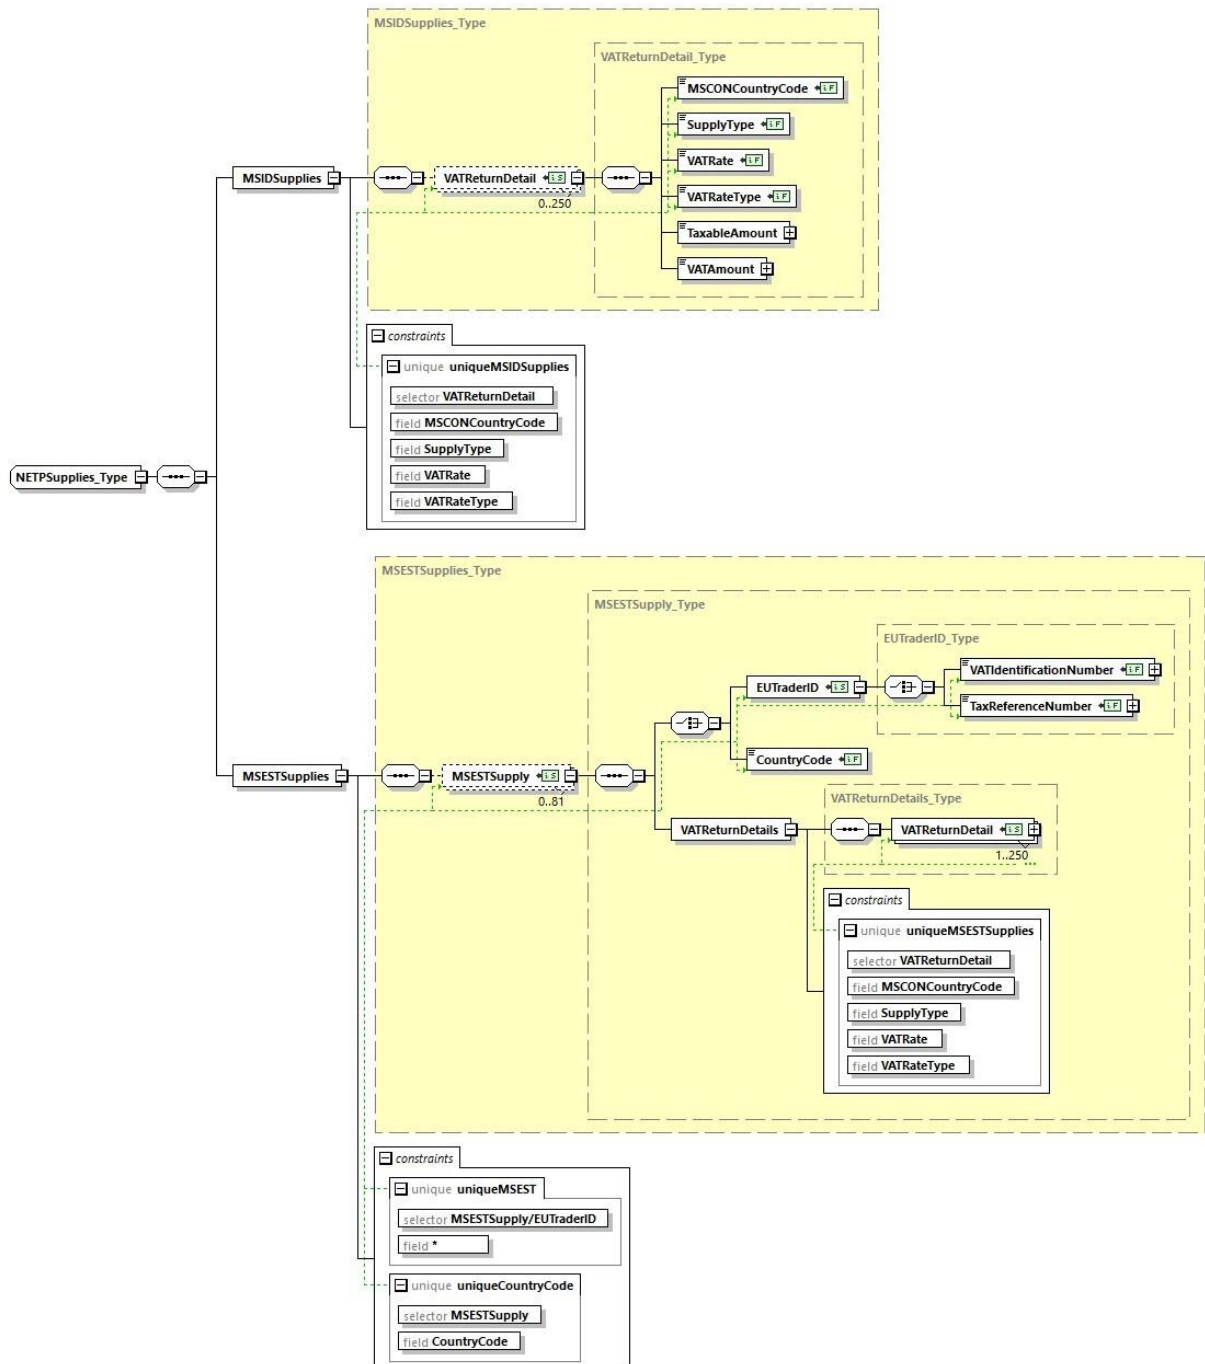 MSIDSupplies_Type
VATReturnDetail_Type
MSCONCountryCode
SupplyType
VATRate
VATRateType
TaxableAmount
VATAmount
MSIDSupplies
VATReturnDetail
0..250
constraints
unique uniqueMSIDSupplies
selector VATReturnDetail
field MSCONCountryCode
field SupplyType
field VATRate
field VATRateType
NETPSupplies_Type
MSESTSupplies_Type
MSESTSupply_Type
EUTraderID_Type
VATIdentificationNumber
TaxReferenceNumber
EUTraderID
CountryCode
MSESTSupplies
MSESTSupply
0..81
VATReturnDetails_Type
VATReturnDetails
VATReturnDetail
1..250
constraints
unique uniqueMSESTSupplies
selector VATReturnDetail
field MSCONCountryCode
field SupplyType
field VATRate
field VATRateType
constraints
unique uniqueMSEST
selector MSESTSupply/EUTraderID
field *
unique uniqueCountryCode
selector MSESTSupply
field CountryCode